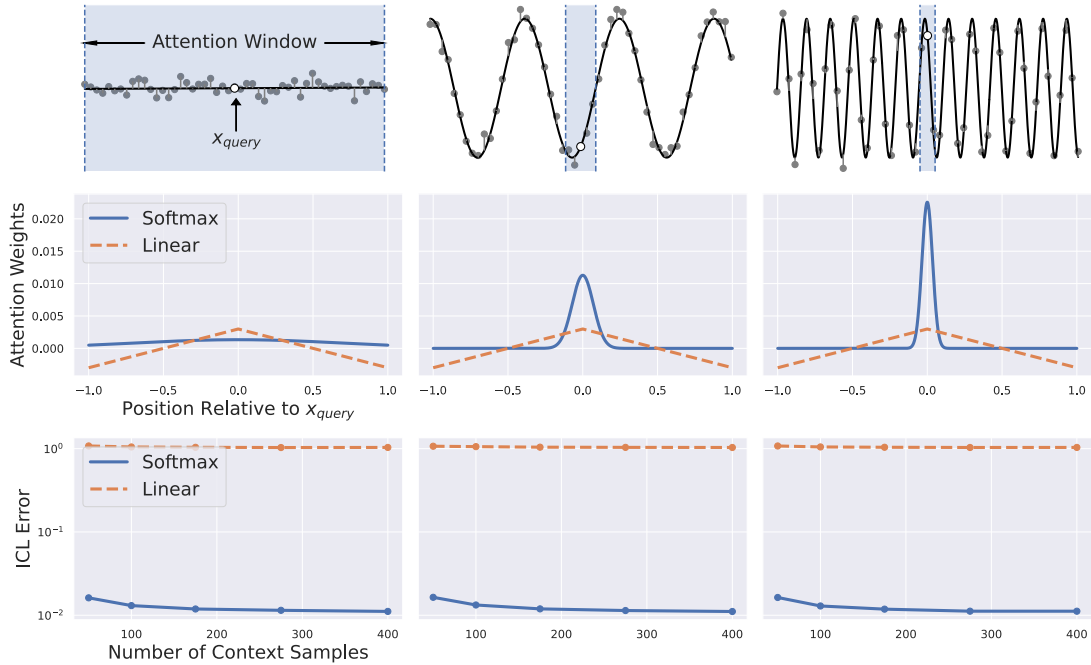 Attention Window
x_query
Attention Weights
0.020
0.015
0.010
0.005
0.000
Softmax
Linear
−1.0 −0.5 0.0 0.5 1.0
−1.0 −0.5 0.0 0.5 1.0
−1.0 −0.5 0.0 0.5 1.0
Position Relative to x_query
ICL Error
10^0
10^−1
10^−2
Softmax
Linear
100 200 300 400
100 200 300 400
100 200 300 400
Number of Context Samples